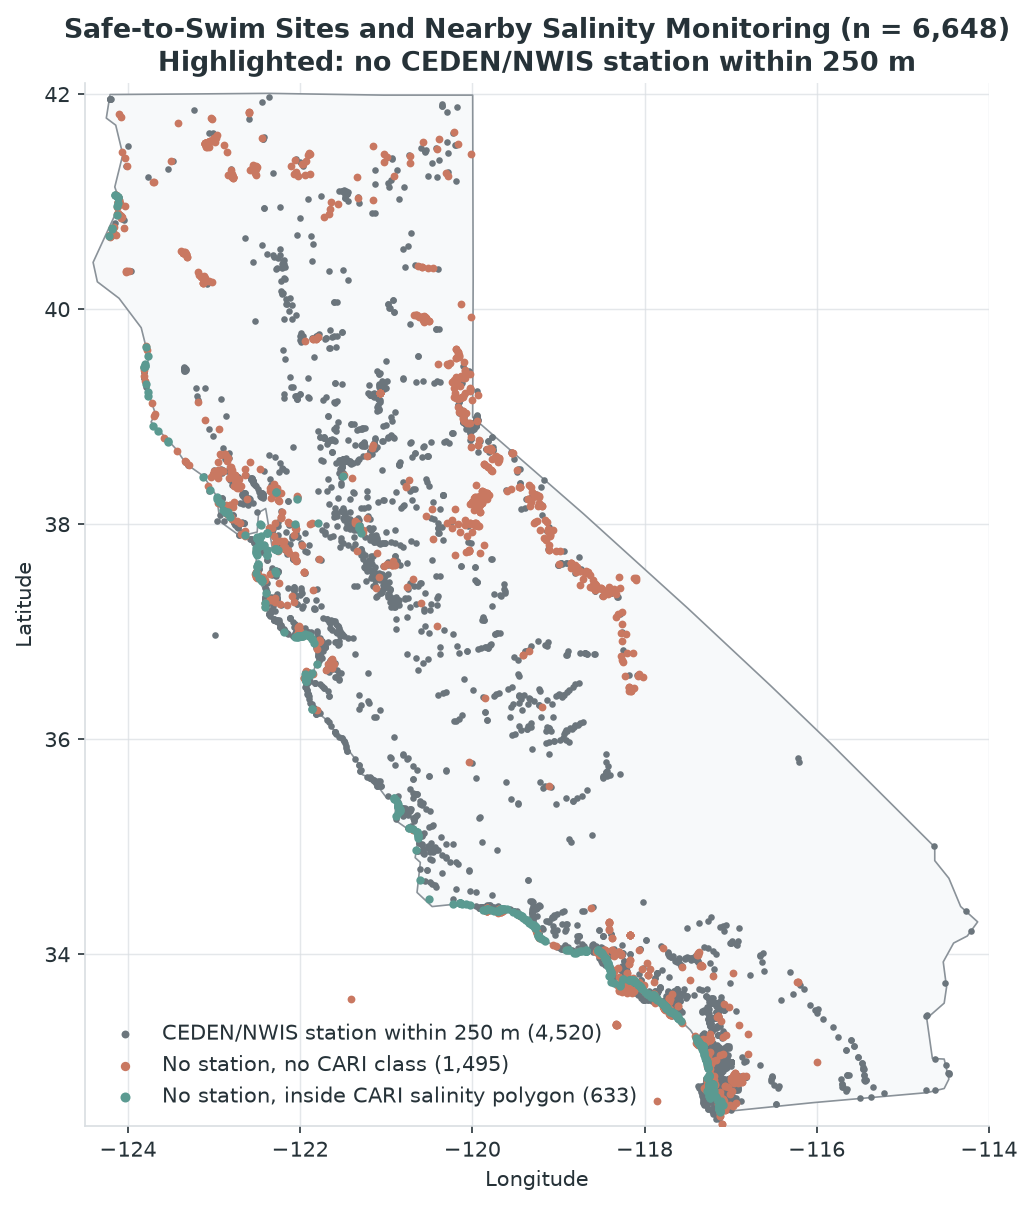 Safe-to-Swim Sites and Nearby Salinity Monitoring (n = 6,648)
Highlighted: no CEDEN/NWIS station within 250 m
42
40
38
36
34
Latitude
CEDEN/NWIS station within 250 m (4,520)
No station, no CARI class (1,495)
No station, inside CARI salinity polygon (633)
−124
−122
−120
−118
−116
−114
Longitude